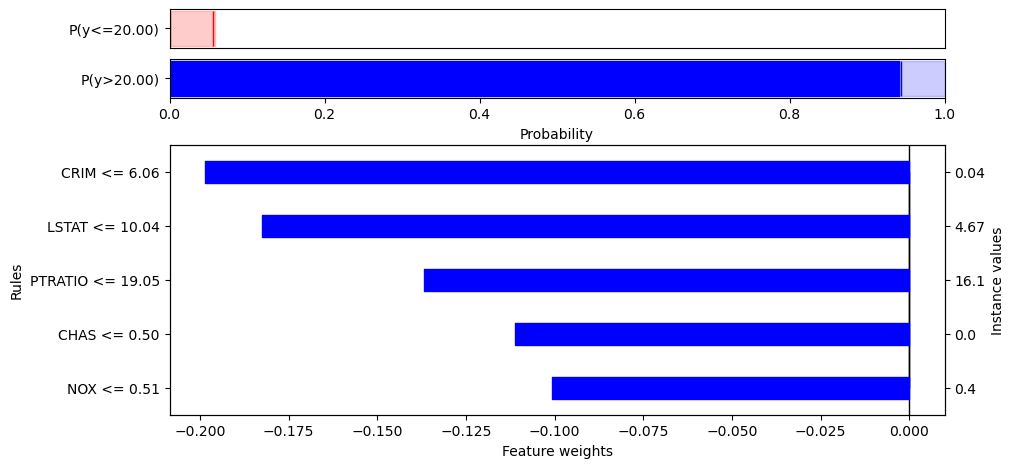 P(y<=20.00)
P(y>20.00)
0.0 0.2 0.4 0.6 0.8 1.0
Probability
Rules
CRIM <= 6.06 0.04
LSTAT <= 10.04 4.67
PTRATIO <= 19.05 16.1
CHAS <= 0.50 0.0
NOX <= 0.51 0.4
Instance values
−0.200 −0.175 −0.150 −0.125 −0.100 −0.075 −0.050 −0.025 0.000
Feature weights